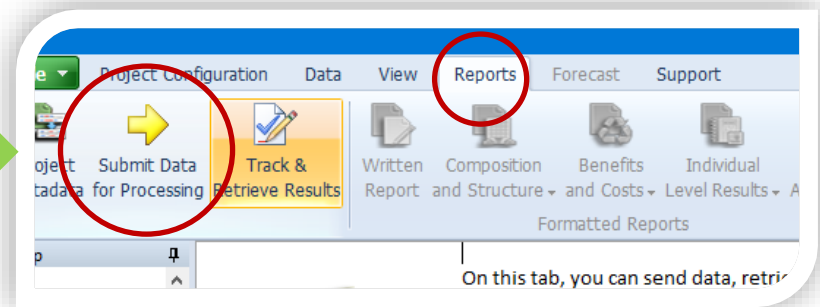 Project Configuration Data View Reports Forecast Support
Submit Data Track & Written Composition Benefits Individual
for Processing Retrieve Results Report and Structure and Costs Level Results
Formatted Reports
On this tab, you can send data,